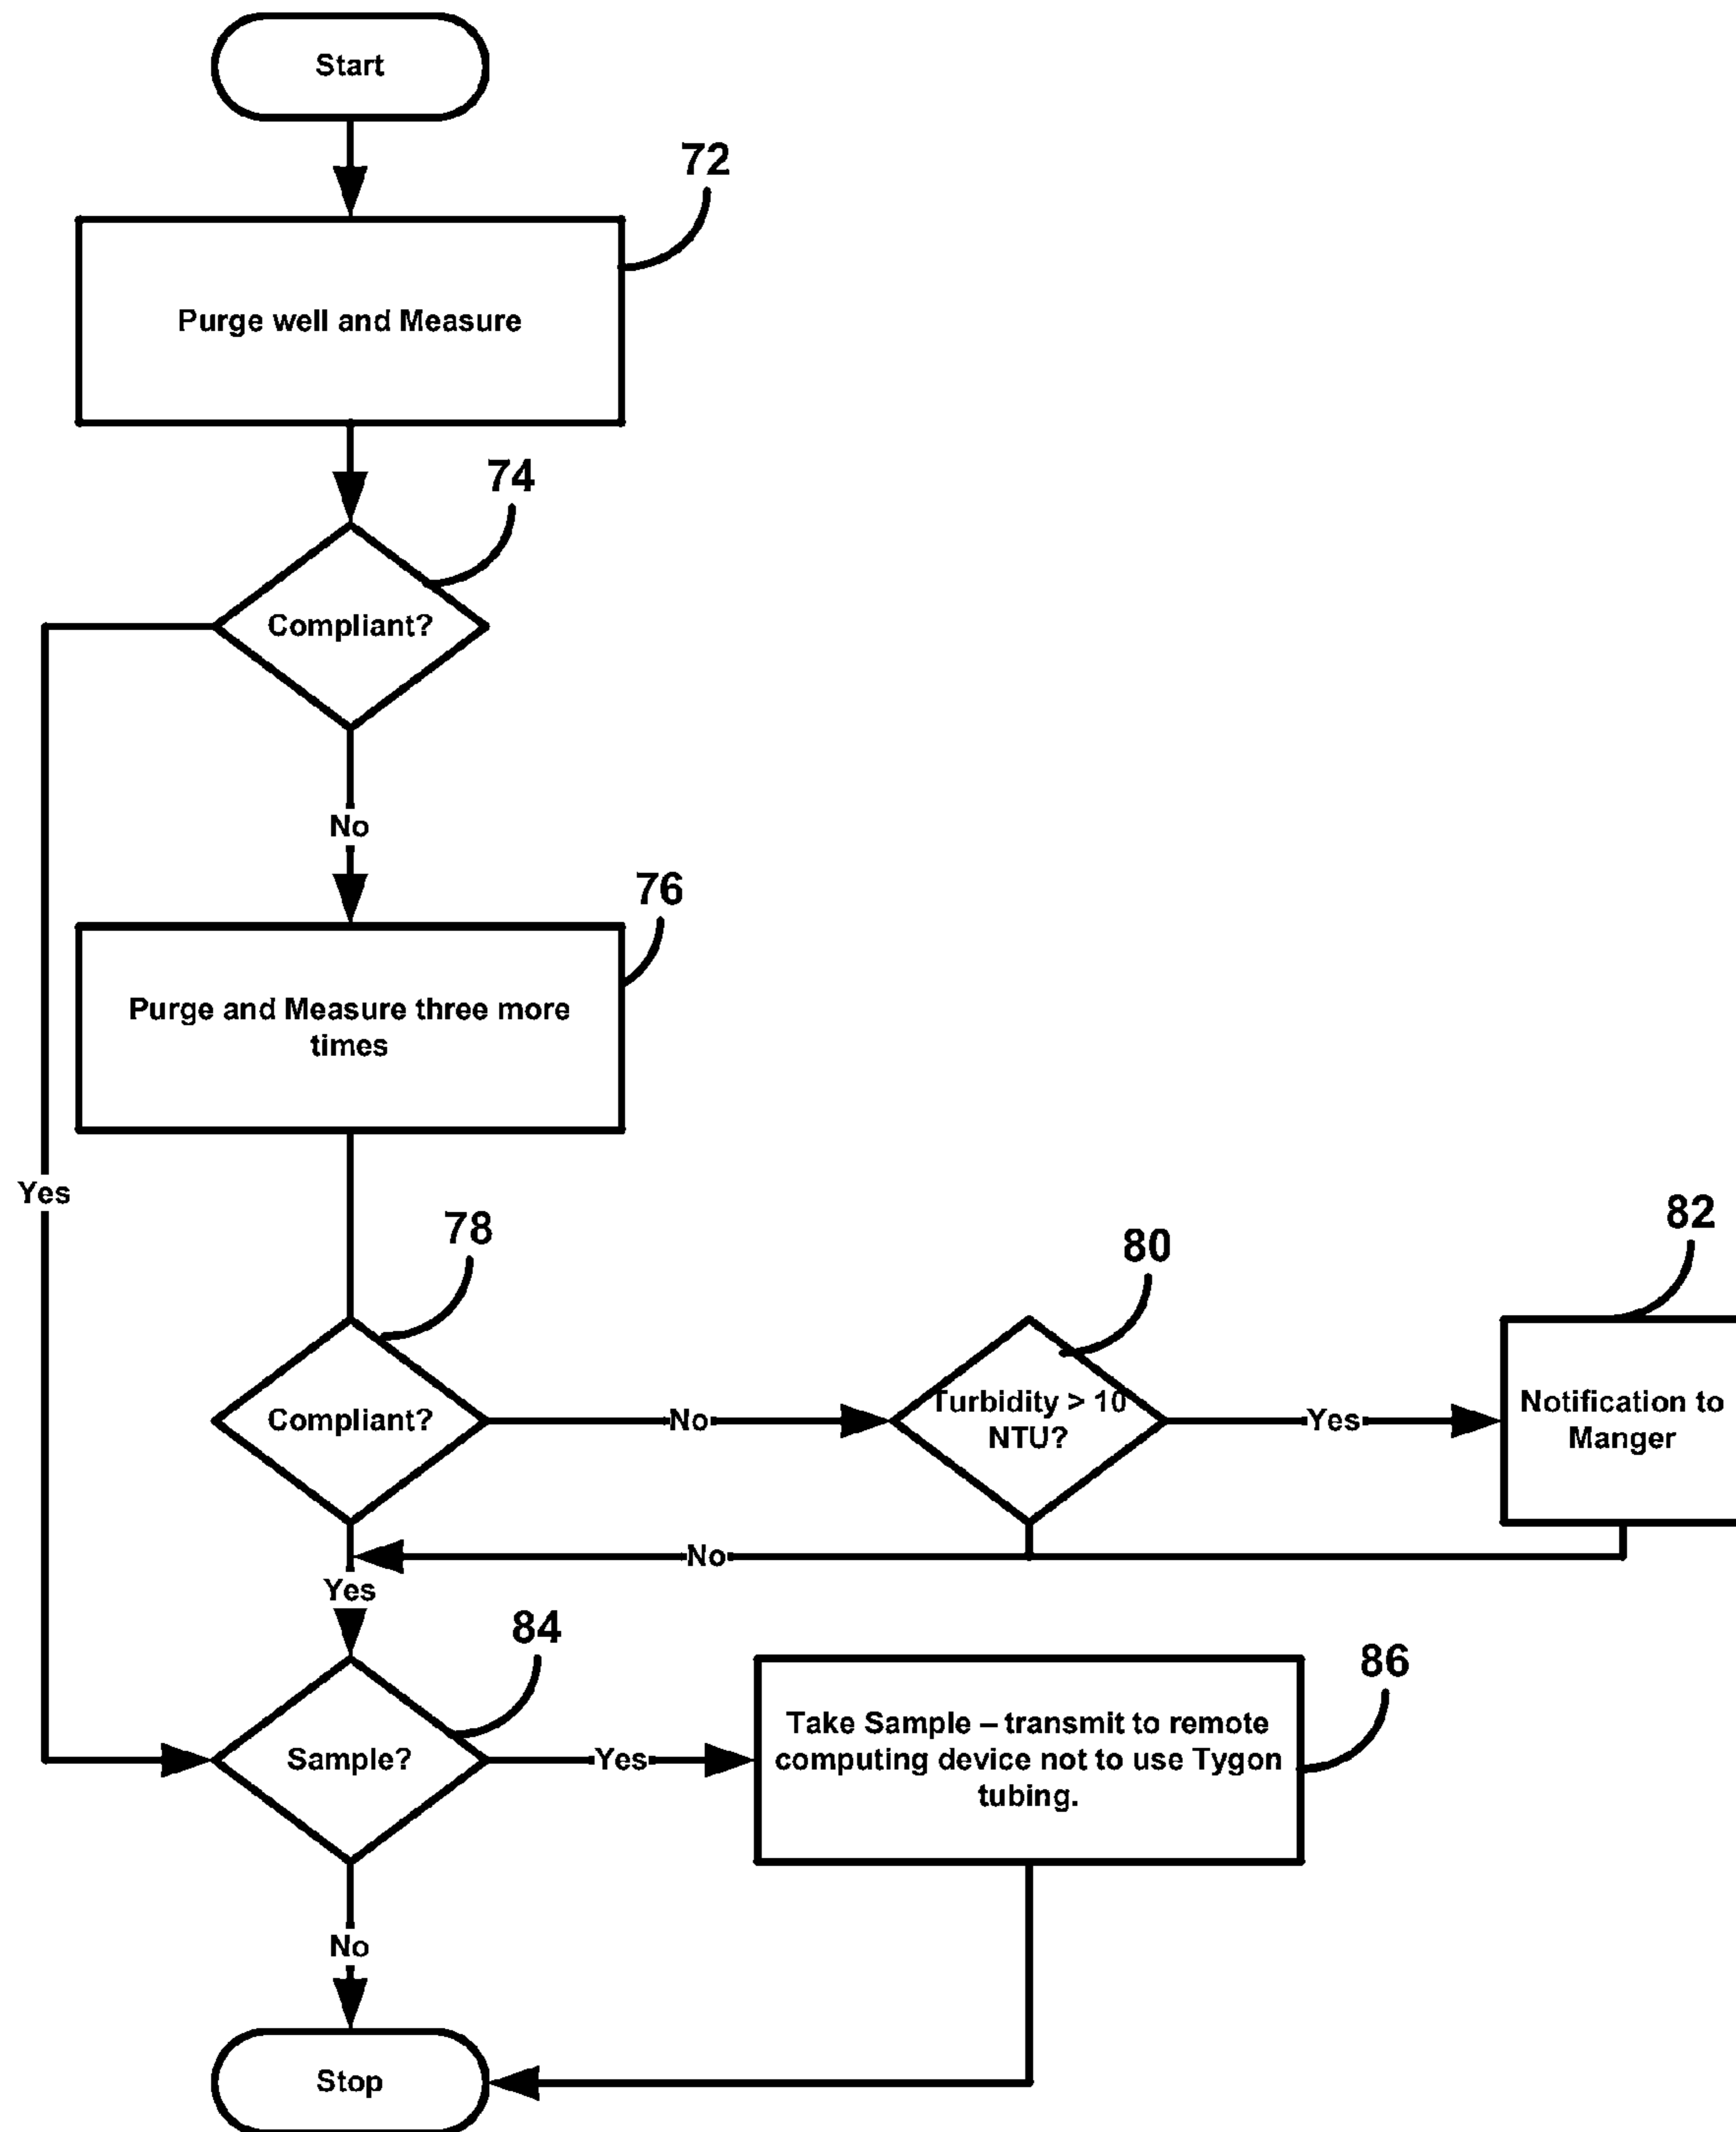 Start
72
Purge well and Measure
74
Compliant?
No
76
Purge and Measure three more
times
Yes
78
80
82
Compliant?
No
Turbidity > 10
NTU?
Yes
Notification to
Manger
No
Yes
84
86
Sample?
Yes
Take Sample – transmit to remote
computing device not to use Tygon
tubing.
No
Stop